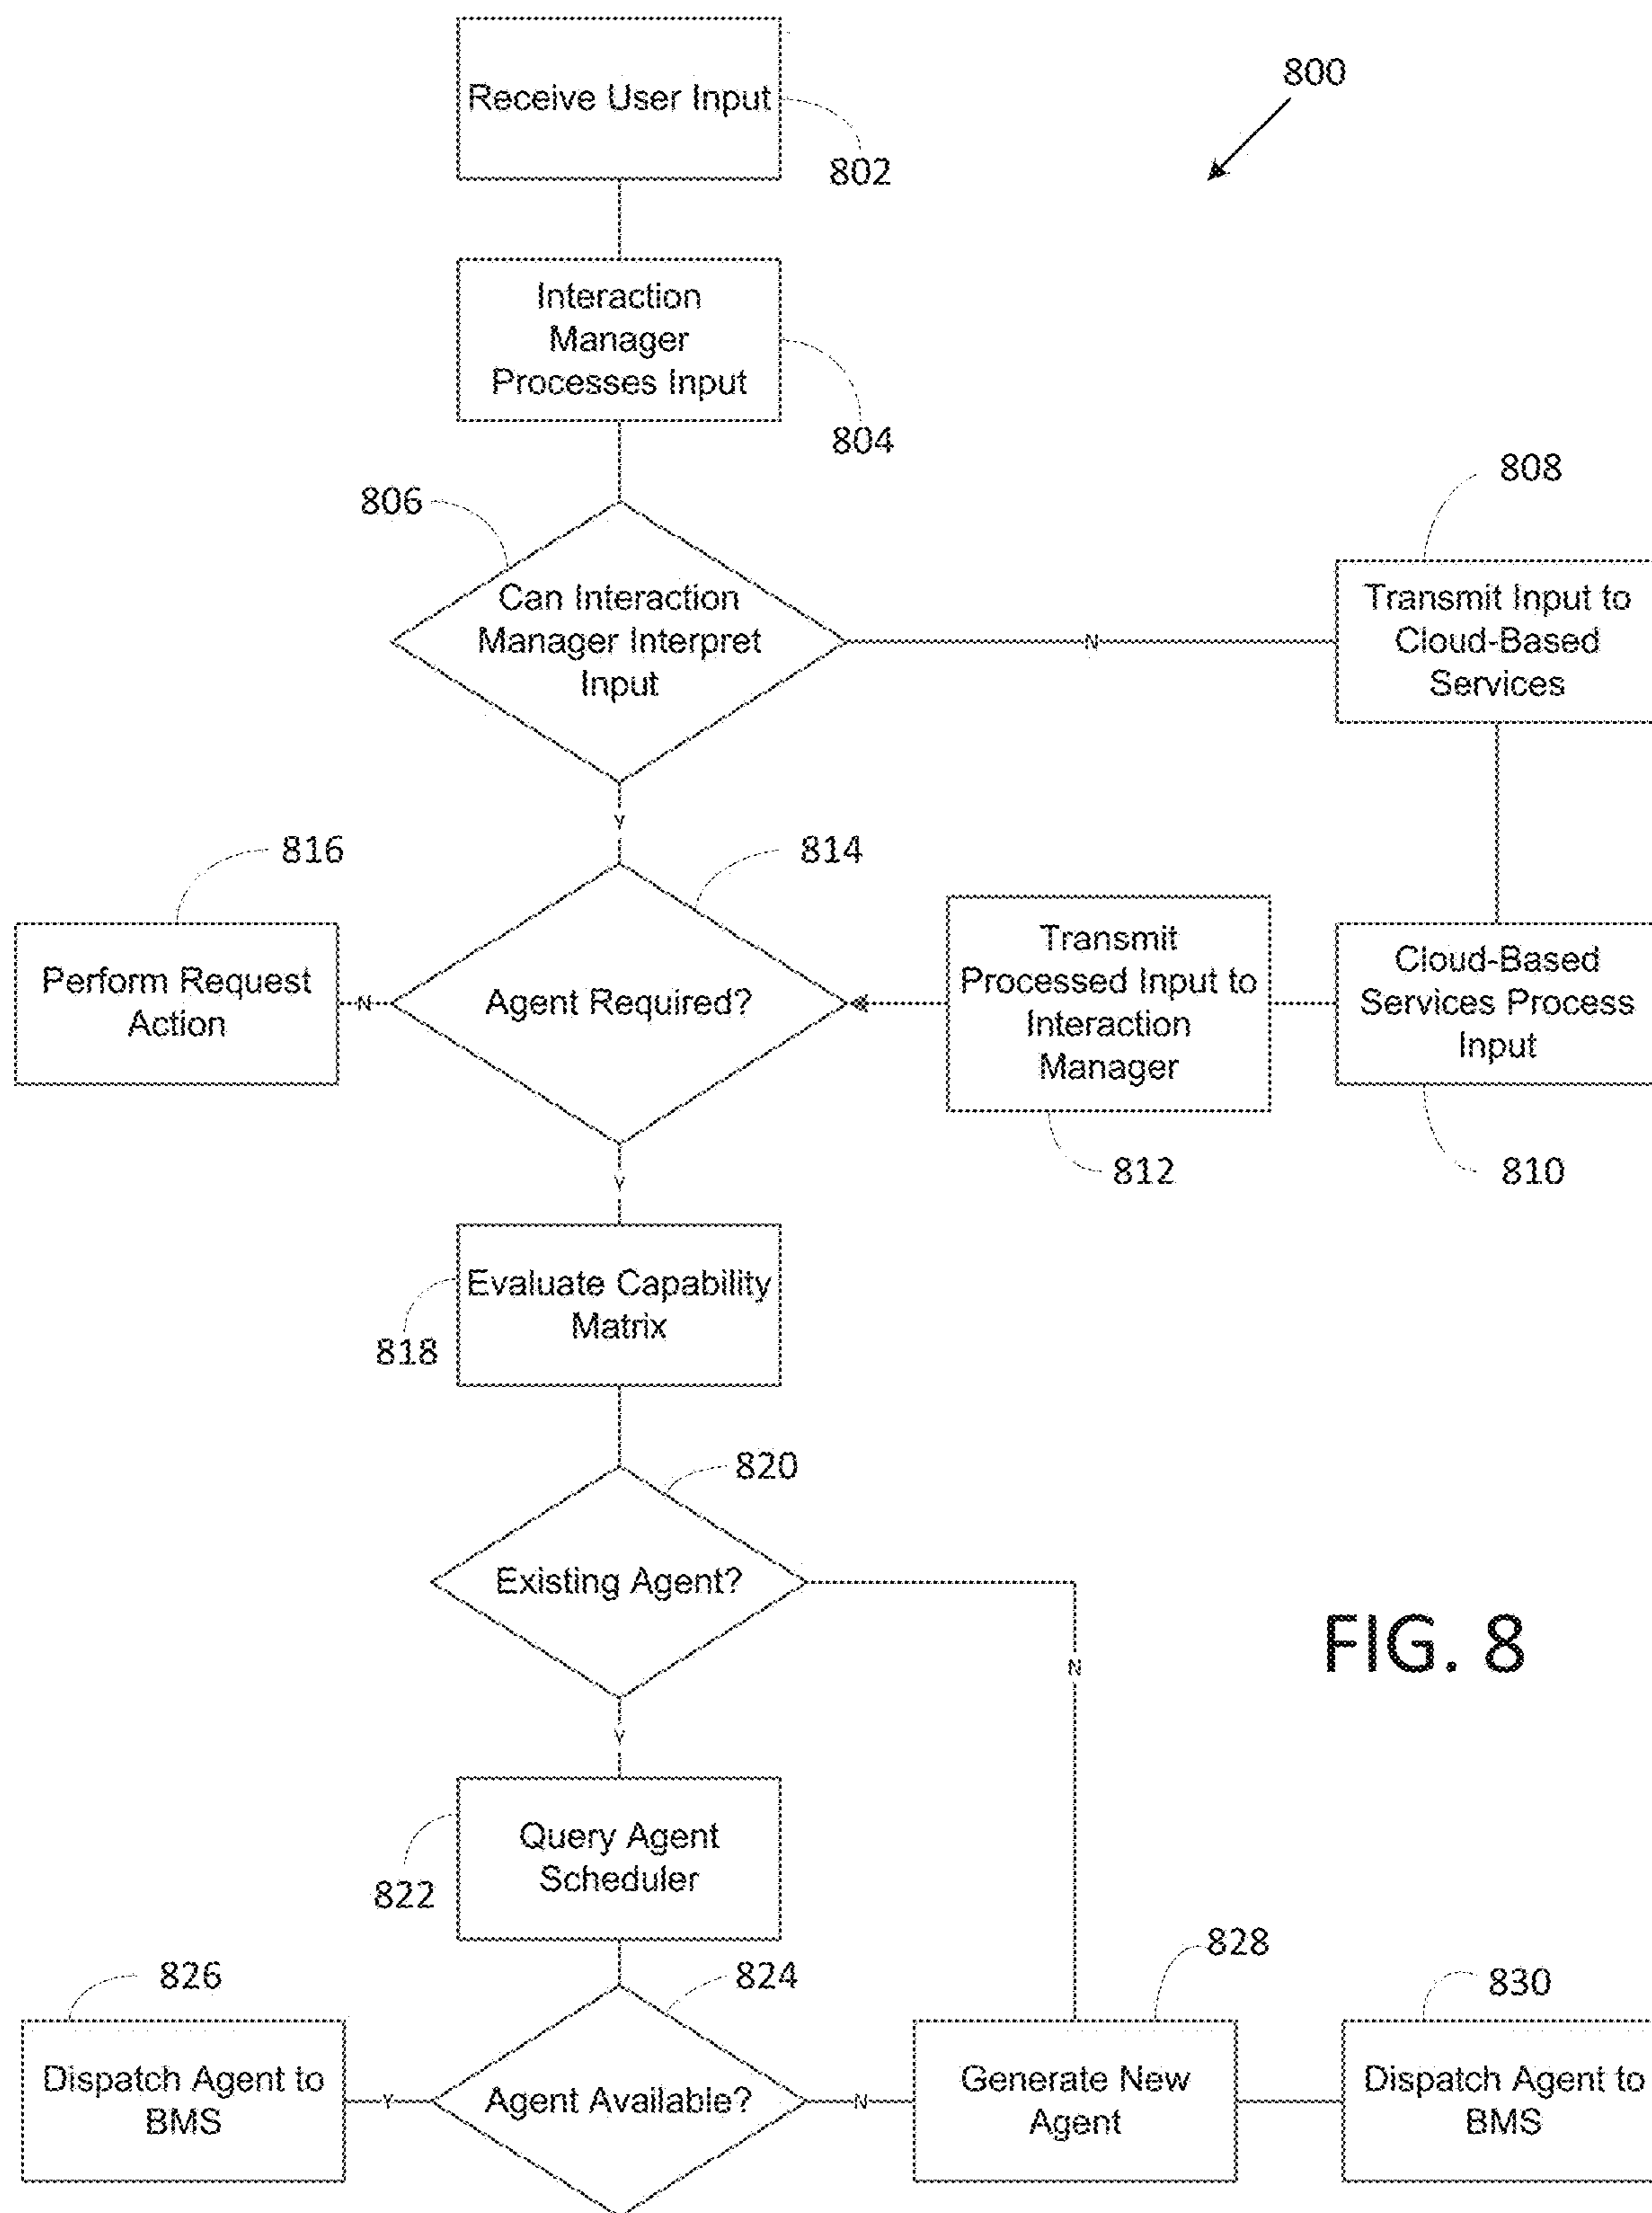 Receive User Input
800
802
Interaction
Manager
Processes Input
804
806
808
Can Interaction
Manager Interpret
Input
N
Transmit Input to
Cloud-Based
Services
Y
816
814
Perform Request
Action
N
Agent Required?
Transmit
Processed Input to
Interaction
Manager
Cloud-Based
Services Process
Input
812
810
Y
Evaluate Capability
Matrix
818
820
Existing Agent?
N
FIG. 8
Y
Query Agent
Scheduler
822
826
824
828
830
Dispatch Agent to
BMS
Y
Agent Available?
N
Generate New
Agent
Dispatch Agent to
BMS